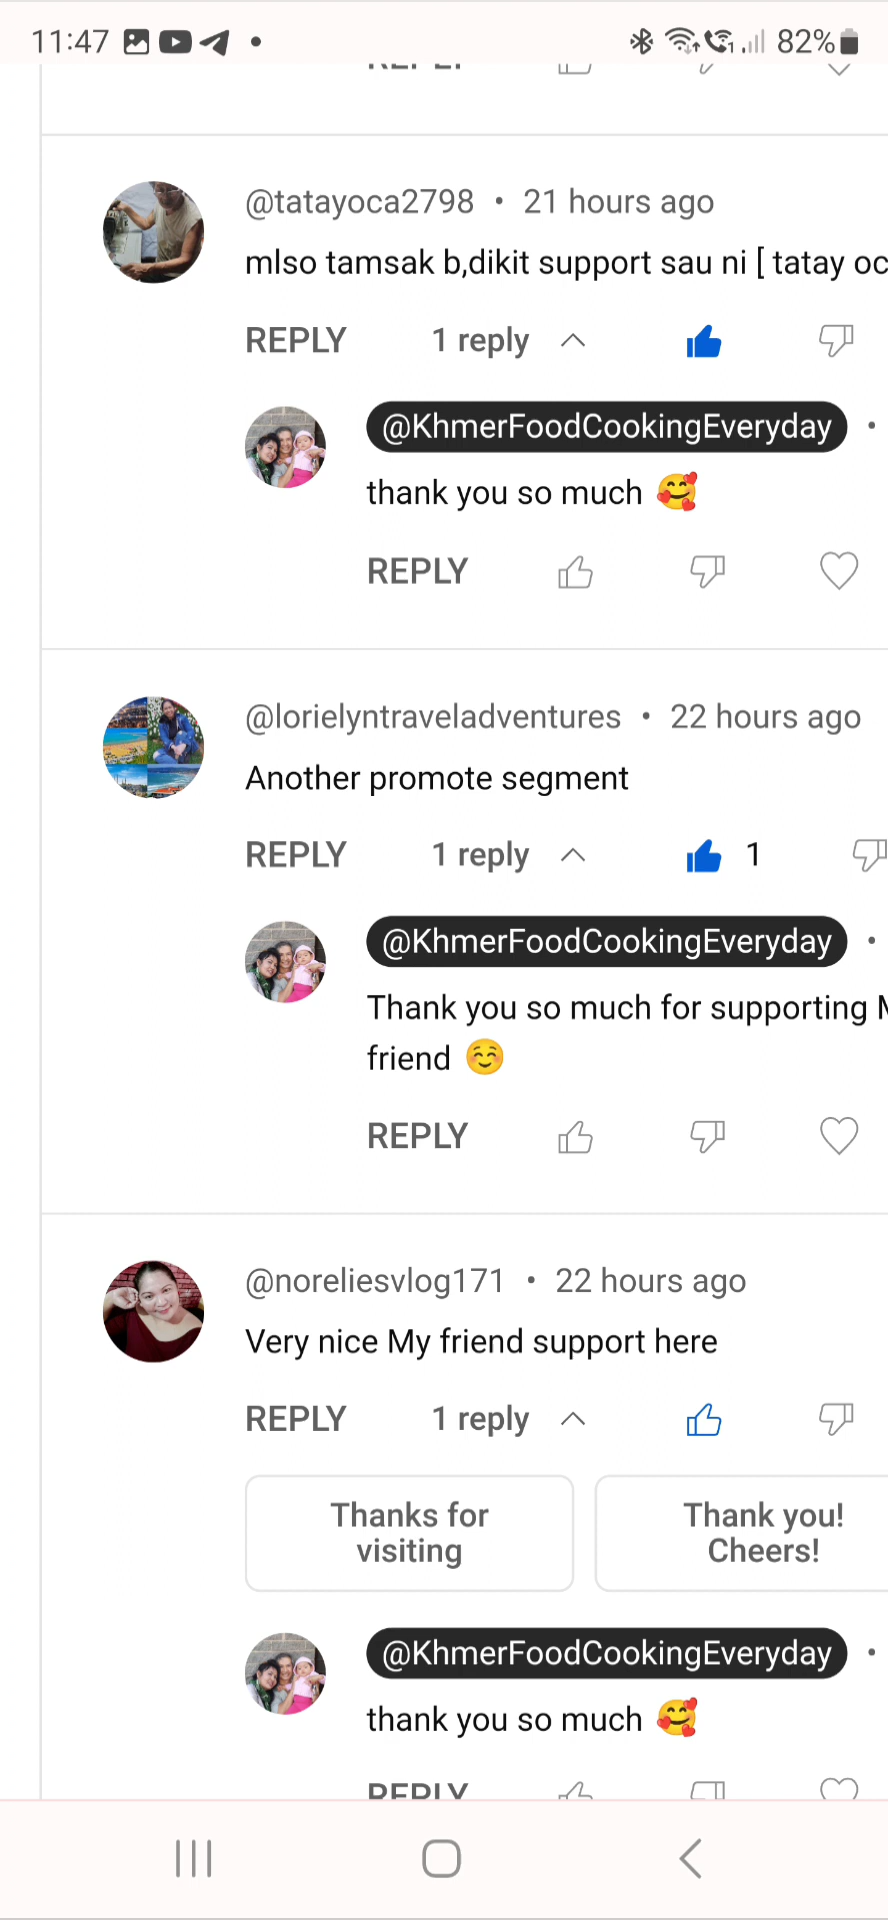 11:47
82%
@tatayoca2798 • 21 hours ago
mlso tamsak b,dikit support sau ni [ tatay oc
REPLY 1 reply
@KhmerFoodCookingEveryday •
thank you so much 🥰
REPLY
@lorielyntraveladventures • 22 hours ago
Another promote segment
REPLY 1 reply 1
@KhmerFoodCookingEveryday •
Thank you so much for supporting M
friend ☺️
REPLY
@noreliesvlog171 • 22 hours ago
Very nice My friend support here
REPLY 1 reply
Thanks for
visiting
Thank you!
Cheers!
@KhmerFoodCookingEveryday •
thank you so much 🥰
REPLY